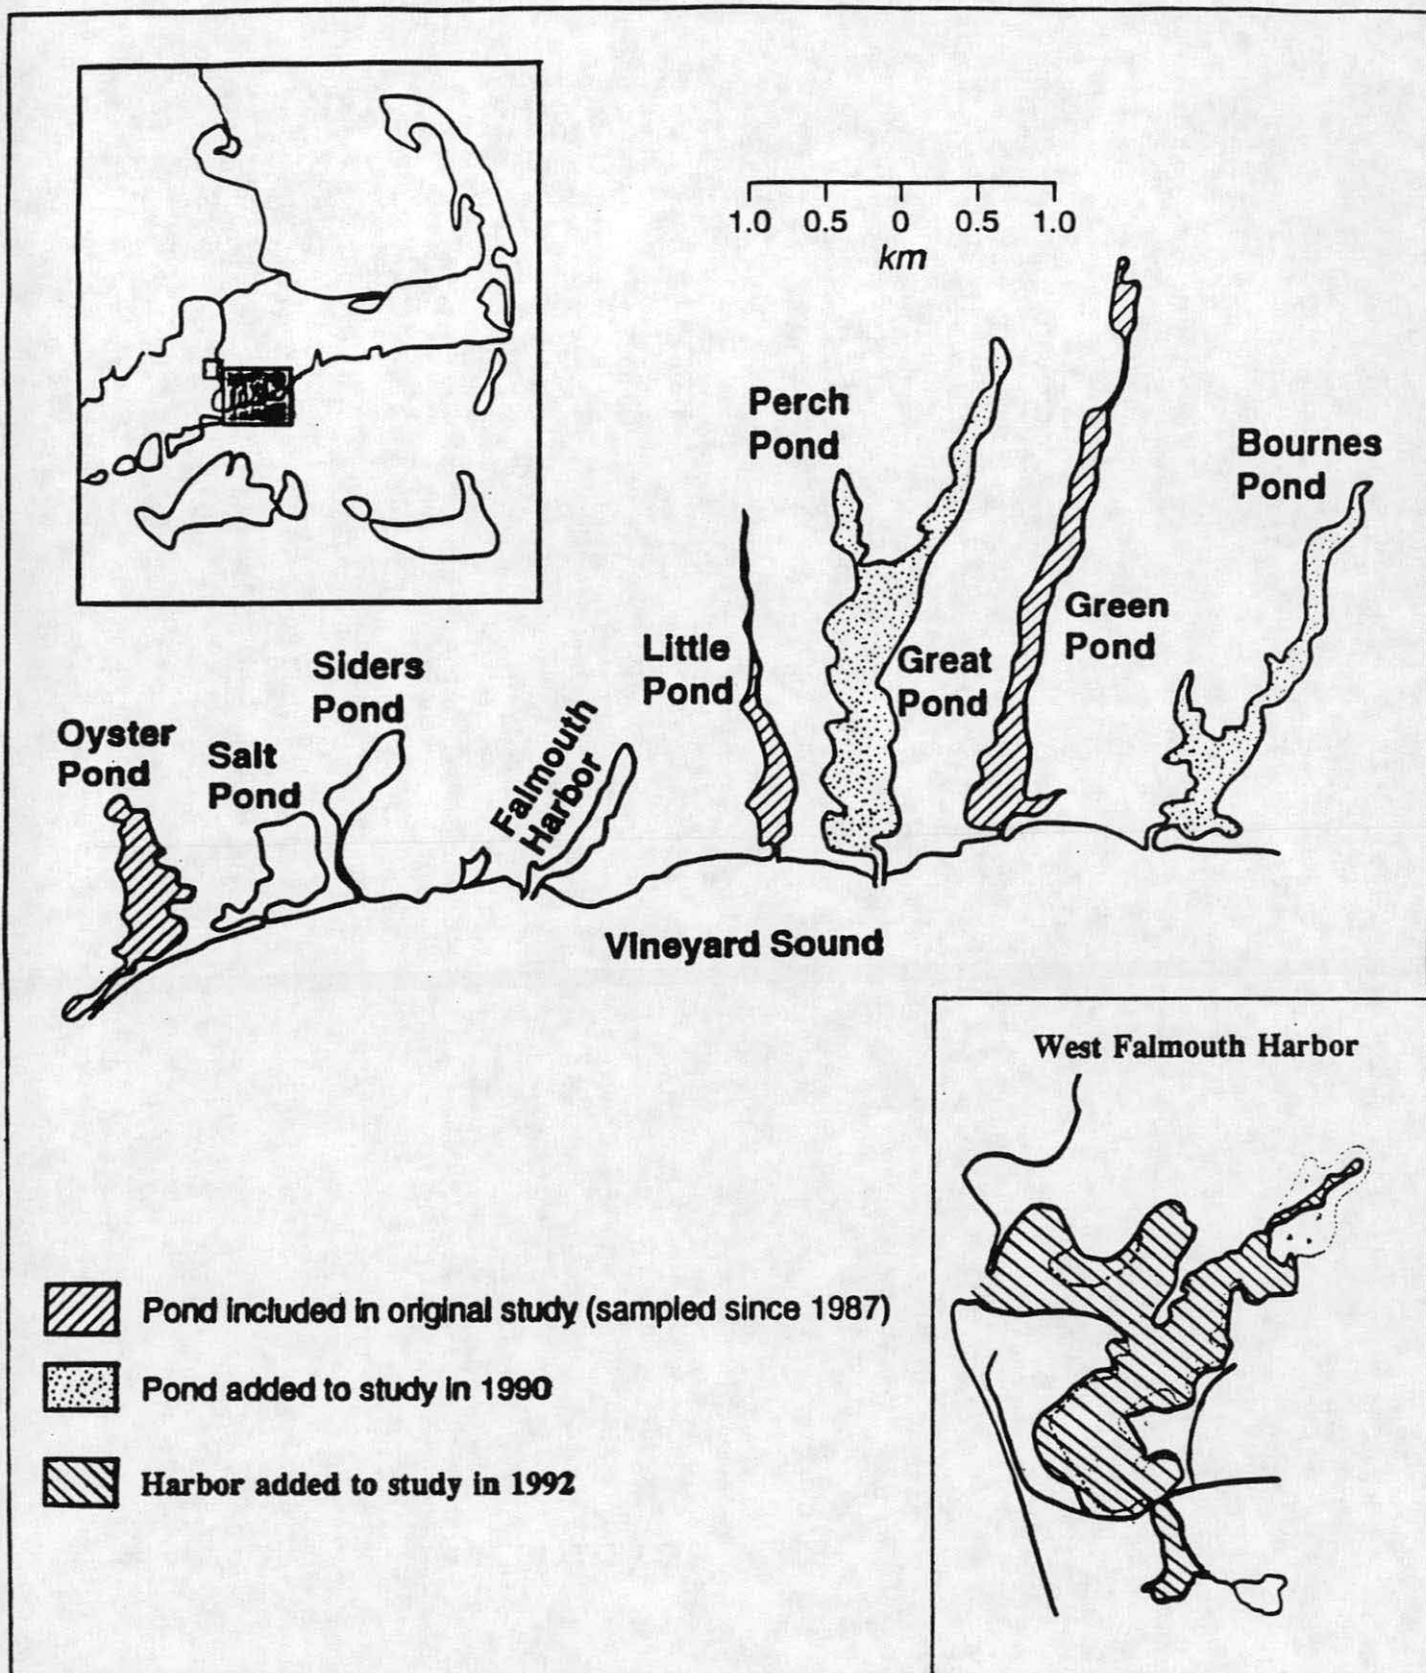 1.0 0.5 0 0.5 1.0
km
Perch
Pond
Bournes
Pond
Little
Pond
Great
Pond
Green
Pond
Siders
Pond
Oyster
Pond
Salt
Pond
Falmouth
Harbor
Vineyard Sound
West Falmouth Harbor
Pond included in original study (sampled since 1987)
Pond added to study in 1990
Harbor added to study in 1992